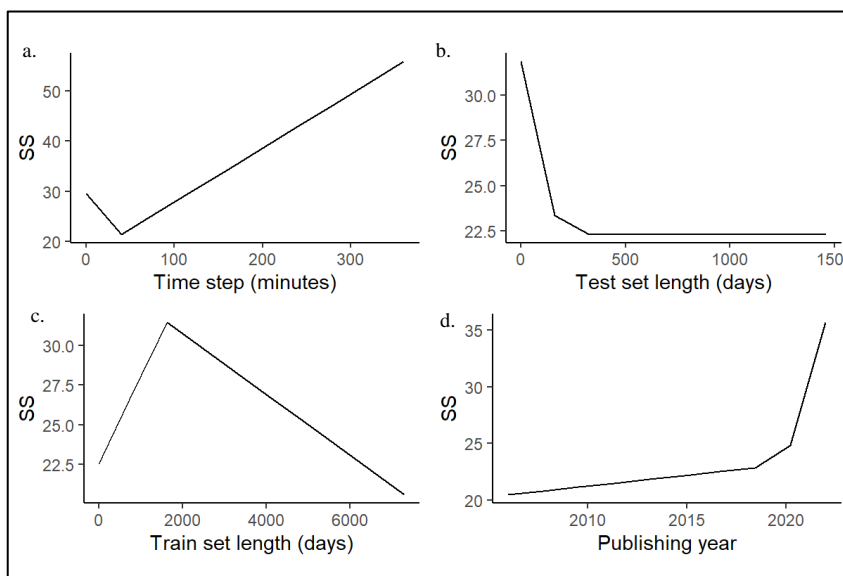 a.
50
40
30
20
SS
0 100 200 300
Time step (minutes)
b.
30.0
27.5
25.0
22.5
SS
0 500 1000 150
Test set length (days)
c.
30.0
27.5
25.0
22.5
SS
0 2000 4000 6000
Train set length (days)
d.
35
30
25
20
SS
2010 2015 2020
Publishing year